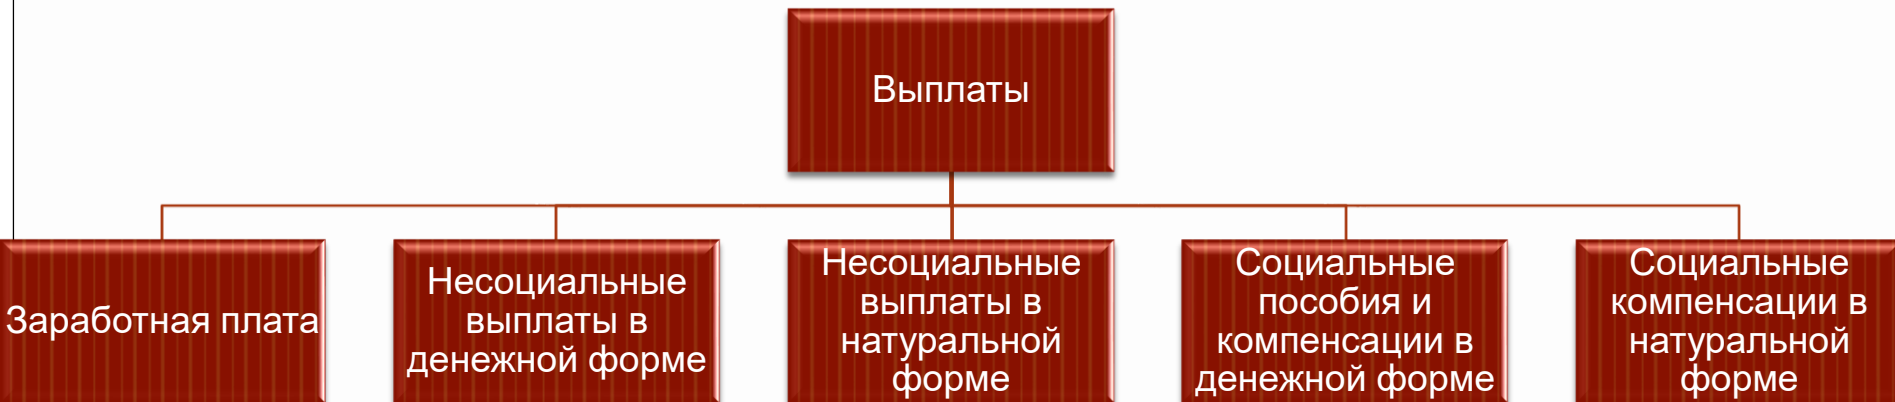 Выплаты
Заработная плата
Несоциальные
выплаты в
денежной форме
Несоциальные
выплаты в
натуральной
форме
Социальные
пособия и
компенсации в
денежной форме
Социальные
компенсации в
натуральной
форме